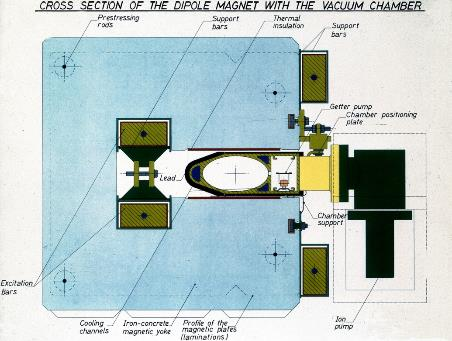 CROSS SECTION OF THE DIPOLE MAGNET WITH THE VACUUM CHAMBER
Prestressing
rods
Support
bars
Thermal
insulation
Support
bars
Getter pump
Chamber positioning
plate
Lead
Chamber
support
Excitation
Bars
Cooling
channels
Iron-concrete
magnetic yoke
Profile of the
magnetic plates
(laminations)
Ion
pump